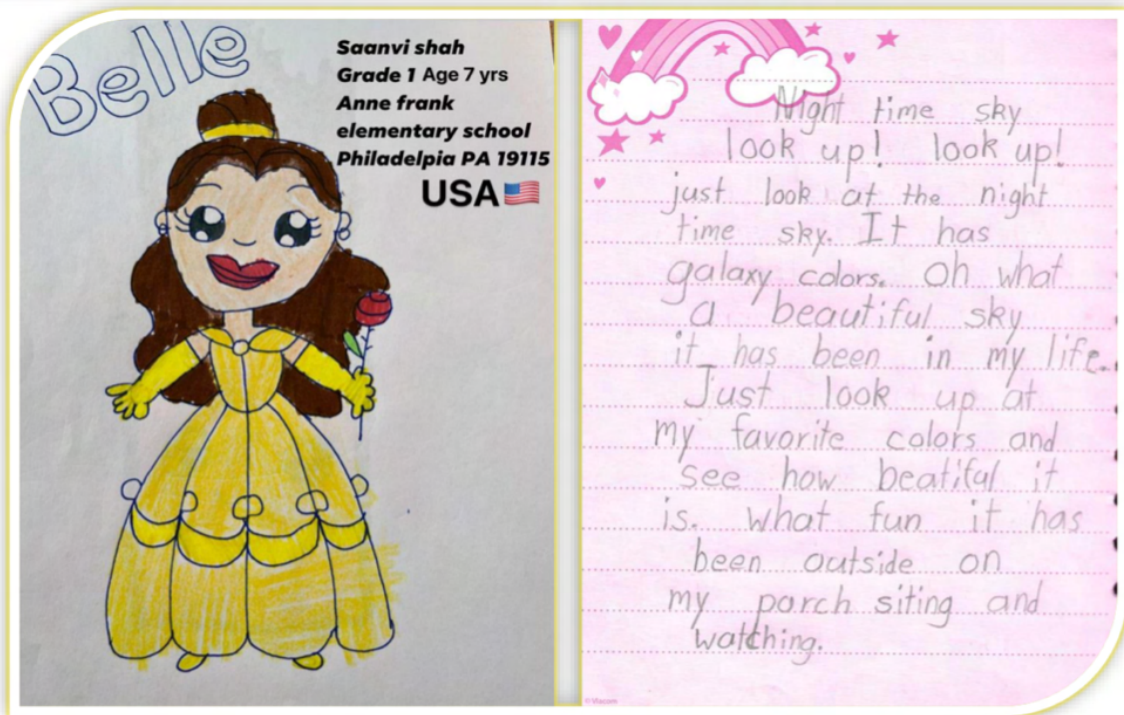 Belle
Saanvi shah
Grade 1 Age 7 yrs
Anne frank
elementary school
Philadelpia PA 19115
USA
Night time sky
look up! look up!
just look at the night
time sky. It has
galaxy colors. Oh what
a beautiful sky
it has been in my life.
Just look up at
my favorite colors and
see how beatiful it
is. What fun it has
been outside on
my porch siting and
watching.
© Viacom